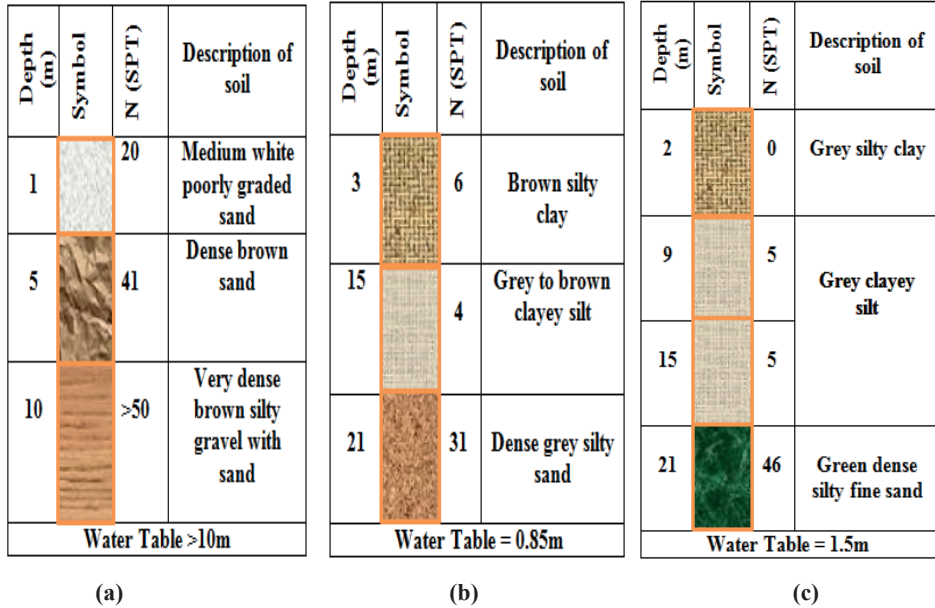 Depth (m)
Symbol
N (SPT)
Description of
soil
1
20
Medium white
poorly graded
sand
5
41
Dense brown
sand
10
>50
Very dense
brown silty
gravel with
sand
Water Table >10m
(a)
Depth (m)
Symbol
N (SPT)
Description of
soil
3
6
Brown silty
clay
15
4
Grey to brown
clayey silt
21
31
Dense grey silty
sand
Water Table = 0.85m
(b)
Depth (m)
Symbol
N (SPT)
Description of
soil
2
0
Grey silty clay
9
5
Grey clayey
silt
15
5
21
46
Green dense
silty fine sand
Water Table = 1.5m
(c)